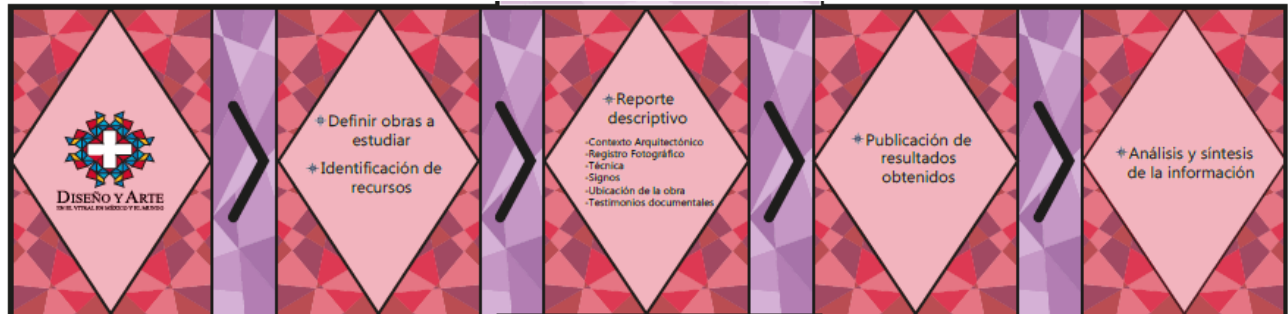 DISEÑO Y ARTE
EN EL VITRAL EN MÉXICO Y EL MUNDO
Definir obras a
estudiar
Identificación de
recursos
Reporte
descriptivo
-Contexto Arquitectónico
-Registro Fotográfico
-Técnica
-Signos
-Ubicación de la obra
-Testimonios documentales
Publicación de
resultados
obtenidos
Análisis y síntesis
de la información